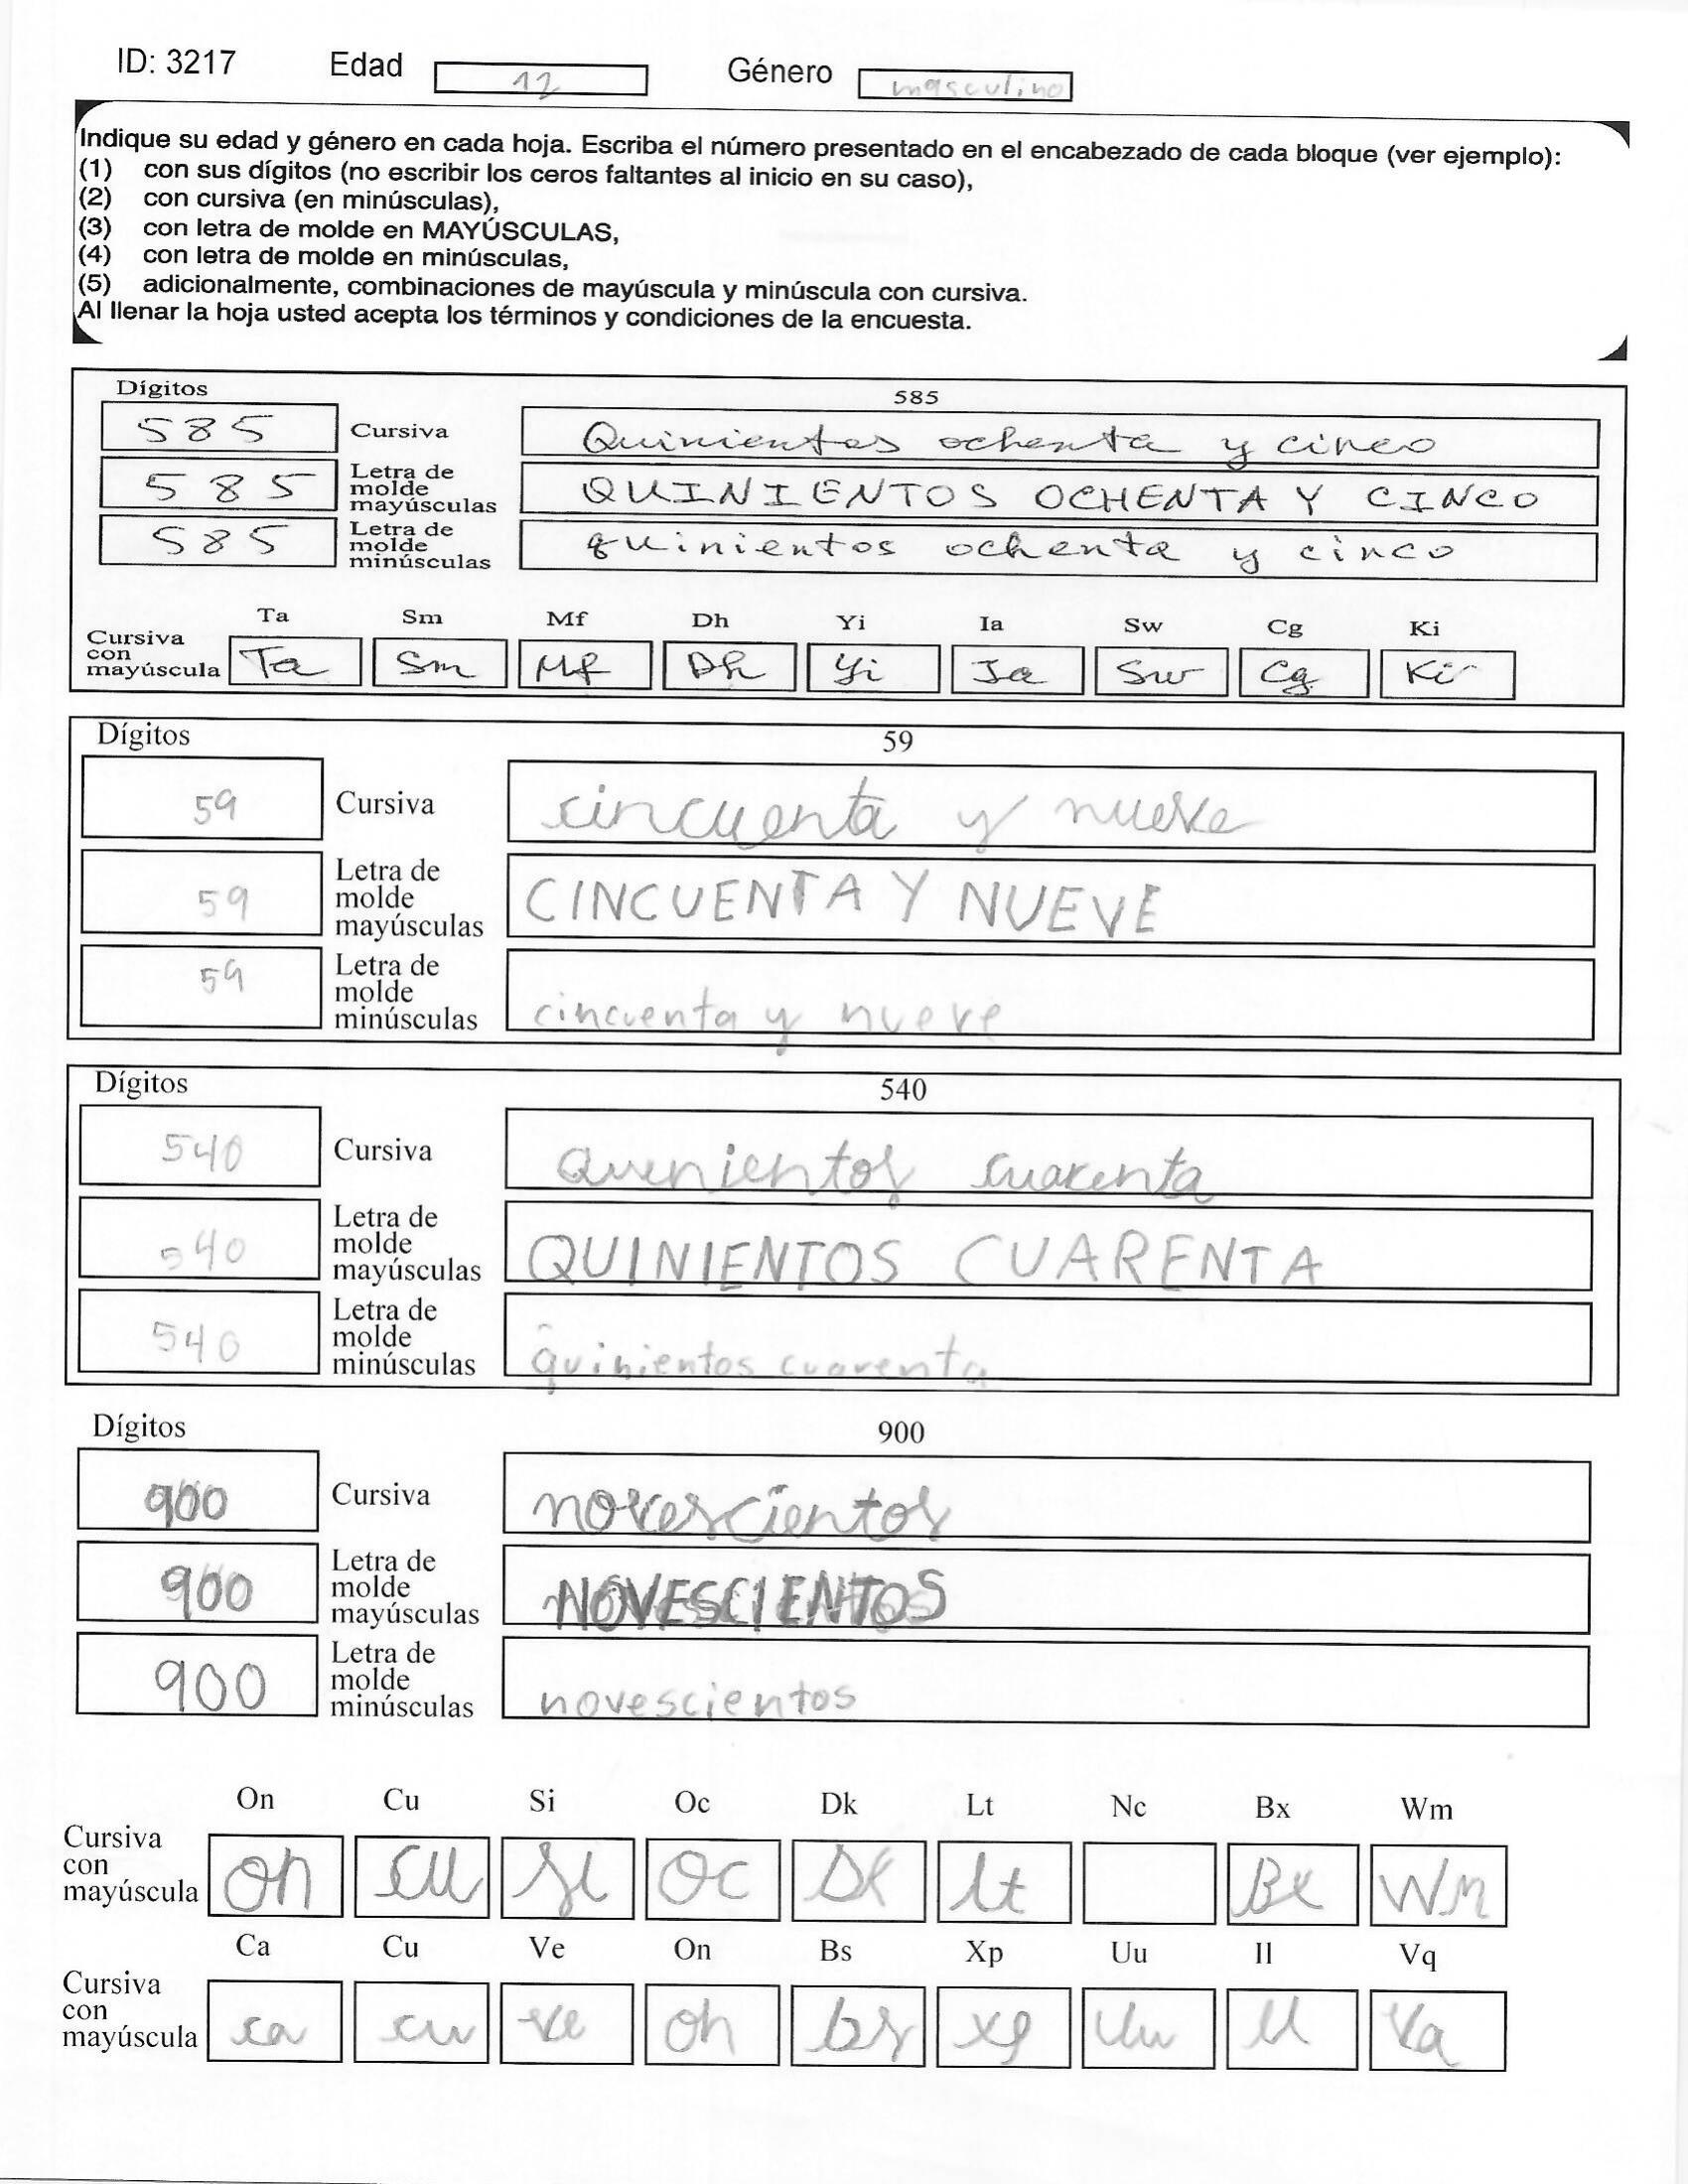 ID: 3217 Edad 12 Género masculino
Indique su edad y género en cada hoja. Escriba el número presentado en el encabezado de cada bloque (ver ejemplo):
(1) con sus dígitos (no escribir los ceros faltantes al inicio en su caso),
(2) con cursiva (en minúsculas),
(3) con letra de molde en MAYÚSCULAS,
(4) con letra de molde en minúsculas,
(5) adicionalmente, combinaciones de mayúscula y minúscula con cursiva.
Al llenar la hoja usted acepta los términos y condiciones de la encuesta.
Dígitos 585
585 Cursiva Quinientos ochenta y cinco
585 Letra de molde mayúsculas QUINIENTOS OCHENTA Y CINCO
585 Letra de molde minúsculas quinientos ochenta y cinco
Ta Sm Mf Dh Yi Ia Sw Cg Ki
Cursiva con mayúscula Ta Sm Mf Dh Yi Ia Sw Cg Ki
Dígitos 59
59 Cursiva cincuenta y nueve
59 Letra de molde mayúsculas CINCUENTA Y NUEVE
59 Letra de molde minúsculas cincuenta y nueve
Dígitos 540
540 Cursiva Quinientos cuarenta
540 Letra de molde mayúsculas QUINIENTOS CUARENTA
540 Letra de molde minúsculas quinientos cuarenta
Dígitos 900
900 Cursiva novescientos
900 Letra de molde mayúsculas NOVESCIENTOS
900 Letra de molde minúsculas novescientos
On Cu Si Oc Dk Lt Nc Bx Wm
Cursiva con mayúscula On cu si Oc Dk lt Bx Wm
Ca Cu Ve On Bs Xp Uu Il Vq
Cursiva con mayúscula ca cu ve On bs xp Uu Il Vq